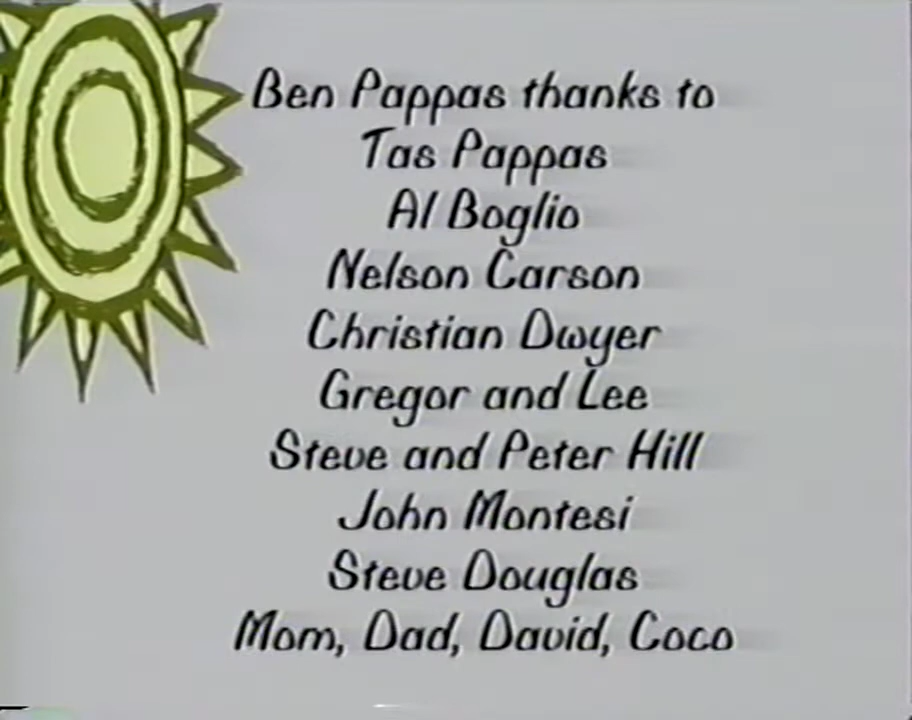 Ben Pappas thanks to
Tas Pappas
Al Boglio
Nelson Carson
Christian Dwyer
Gregor and Lee
Steve and Peter Hill
John Montesi
Steve Douglas
Mom, Dad, David, Coco